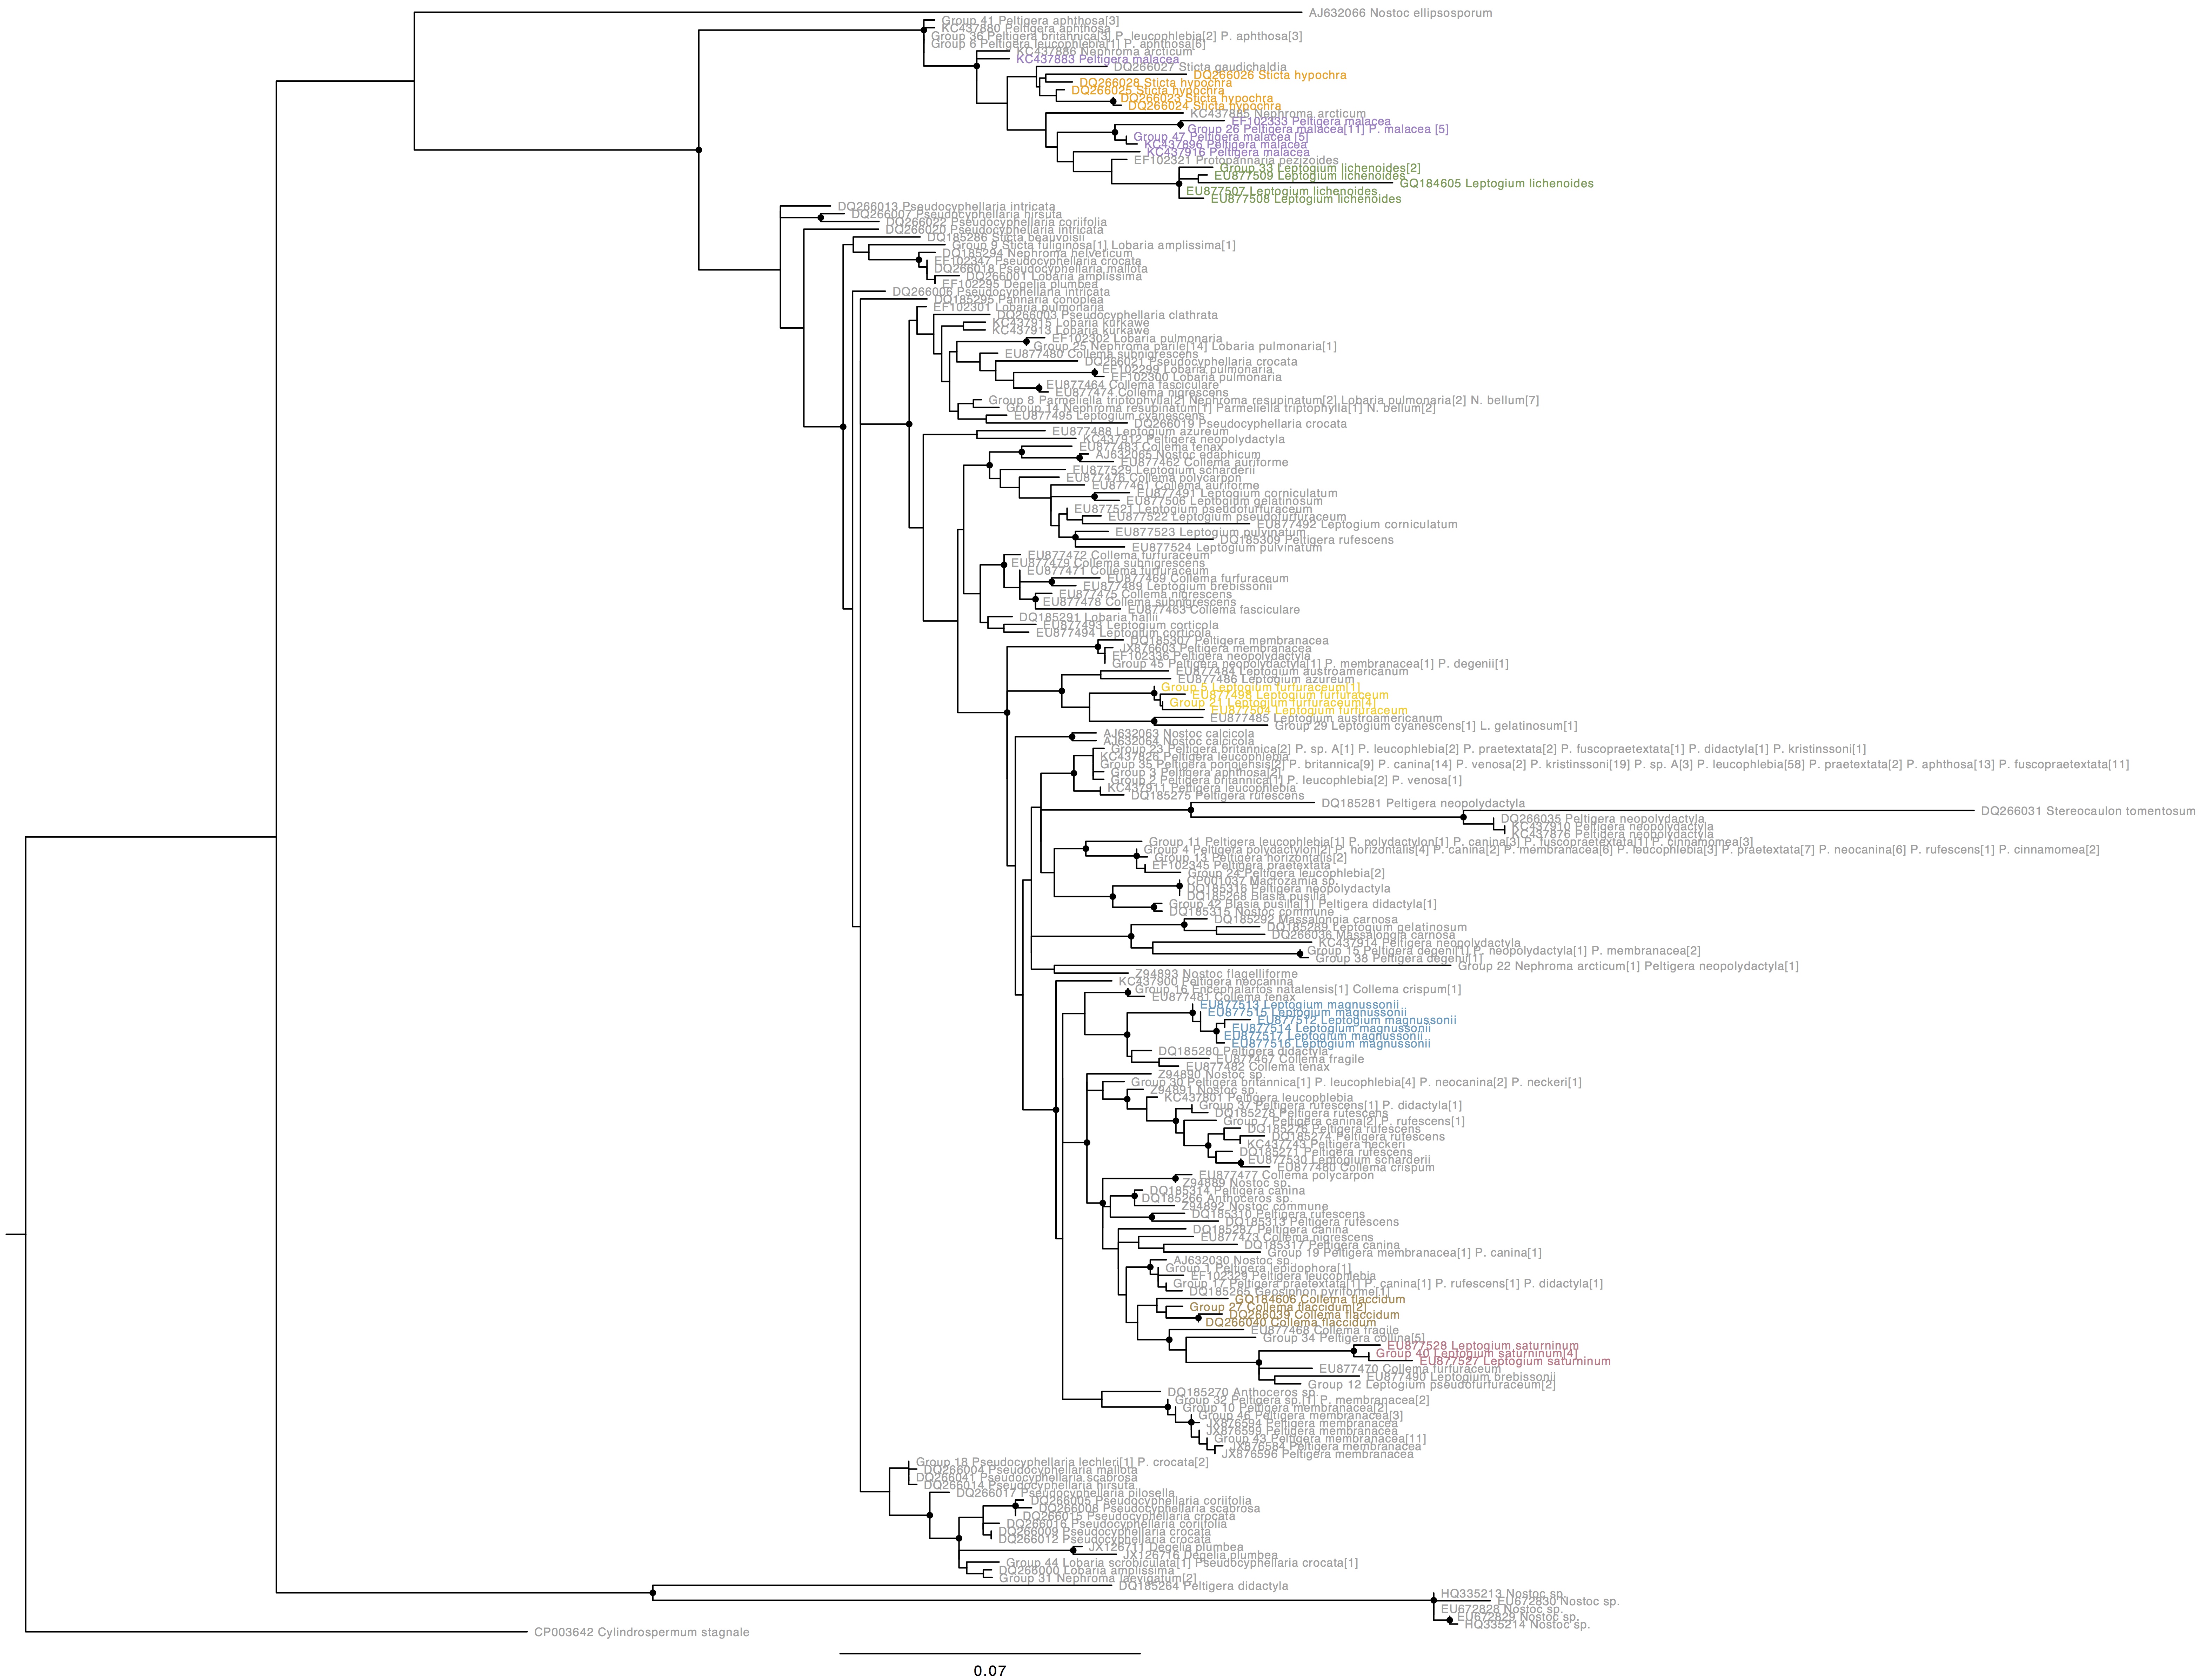 AJ632066 Nostoc ellipsosporum
Group 41 Peltigera aphthosa[3]
KC437880 Peltigera aphthosa
Group 36 Peltigera britannica[3] P. leucophlebia[2] P. aphthosa[3]
Group 6 Peltigera leucophlebia[1] P. aphthosa[6]
KC437886 Nephroma arcticum
KC437883 Peltigera malacea
DQ266027 Sticta gaudichaldia
DQ266026 Sticta hypochra
DQ266028 Sticta hypochra
DQ266025 Sticta hypochra
DQ266023 Sticta hypochra
DQ266024 Sticta hypochra
KC437885 Nephroma arcticum
EF102333 Peltigera malacea
Group 26 Peltigera malacea[11] P. malacea [5]
Group 47 Peltigera malacea [5]
KC437896 Peltigera malacea
KC437916 Peltigera malacea
EF102321 Protopannaria pezizoides
Group 33 Leptogium lichenoides[2]
EU877509 Leptogium lichenoides
GQ184605 Leptogium lichenoides
EU877507 Leptogium lichenoides
EU877508 Leptogium lichenoides
DQ266013 Pseudocyphellaria intricata
DQ266007 Pseudocyphellaria hirsuta
DQ266022 Pseudocyphellaria coriifolia
DQ266020 Pseudocyphellaria intricata
DQ185286 Sticta beauvoisii
Group 9 Sticta fuliginosa[1] Lobaria amplissima[1]
DQ185294 Nephroma helveticum
EF102347 Pseudocyphellaria crocata
DQ266018 Pseudocyphellaria mallota
DQ266001 Lobaria amplissima
EF102295 Degelia plumbea
DQ266006 Pseudocyphellaria intricata
DQ185295 Pannaria conoplea
EF102301 Lobaria pulmonaria
DQ266003 Pseudocyphellaria clathrata
KC437915 Lobaria kurkawe
KC437913 Lobaria kurkawe
EF102302 Lobaria pulmonaria
Group 25 Nephroma parile[14] Lobaria pulmonaria[1]
EU877480 Collema subnigrescens
DQ266021 Pseudocyphellaria crocata
EF102299 Lobaria pulmonaria
EF102300 Lobaria pulmonaria
EU877464 Collema fasciculare
EU877474 Collema nigrescens
Group 8 Parmeliella triptophylla[2] Nephroma resupinatum[2] Lobaria pulmonaria[2] N. bellum[7]
Group 14 Nephroma resupinatum[1] Parmeliella triptophylla[1] N. bellum[2]
EU877495 Leptogium cyanescens
DQ266019 Pseudocyphellaria crocata
EU877488 Leptogium azureum
KC437912 Peltigera neopolydactyla
EU877483 Collema tenax
AJ632065 Nostoc edaphicum
EU877462 Collema auriforme
EU877529 Leptogium scharderii
EU877476 Collema polycarpon
EU877461 Collema auriforme
EU877491 Leptogium corniculatum
EU877506 Leptogium gelatinosum
EU877521 Leptogium pseudofurfuraceum
EU877522 Leptogium pseudofurfuraceum
EU877492 Leptogium corniculatum
EU877523 Leptogium pulvinatum
DQ185309 Peltigera rufescens
EU877524 Leptogium pulvinatum
EU877472 Collema furfuraceum
EU877479 Collema subnigrescens
EU877471 Collema furfuraceum
EU877469 Collema furfuraceum
EU877489 Leptogium brebissonii
EU877475 Collema nigrescens
EU877478 Collema subnigrescens
EU877463 Collema fasciculare
DQ185291 Lobaria hallii
EU877493 Leptogium corticola
EU877494 Leptogium corticola
DQ185307 Peltigera membranacea
JX876603 Peltigera membranacea
EF102336 Peltigera neopolydactyla
Group 45 Peltigera neopolydactyla[1] P. membranacea[1] P. degenii[1]
EU877484 Leptogium austroamericanum
EU877486 Leptogium azureum
Group 5 Leptogium furfuraceum[1]
EU877498 Leptogium furfuraceum
Group 21 Leptogium furfuraceum[4]
EU877504 Leptogium furfuraceum
EU877485 Leptogium austroamericanum
Group 29 Leptogium cyanescens[1] L. gelatinosum[1]
AJ632063 Nostoc calcicola
AJ632064 Nostoc calcicola
Group 23 Peltigera britannica[2] P. sp. A[1] P. leucophlebia[2] P. praetextata[2] P. fuscopraetextata[1] P. didactyla[1] P. kristinssoni[1]
KC437826 Peltigera leucophlebia
Group 35 Peltigera ponojensis[2] P. britannica[9] P. canina[14] P. venosa[2] P. kristinssoni[19] P. sp. A[3] P. leucophlebia[58] P. praetextata[2] P. aphthosa[13] P. fuscopraetextata[11]
Group 3 Peltigera aphthosa[2]
Group 2 Peltigera britannica[1] P. leucophlebia[2] P. venosa[1]
KC437911 Peltigera leucophlebia
DQ185275 Peltigera rufescens
DQ185281 Peltigera neopolydactyla
DQ266031 Stereocaulon tomentosum
DQ266035 Peltigera neopolydactyla
KC437910 Peltigera neopolydactyla
KC437876 Peltigera neopolydactyla
Group 11 Peltigera leucophlebia[1] P. polydactylon[1] P. canina[3] P. fuscopraetextata[1] P. cinnamomea[3]
Group 4 Peltigera polydactylon[2] P. horizontalis[4] P. canina[2] P. membranacea[6] P. leucophlebia[3] P. praetextata[7] P. neocanina[6] P. rufescens[1] P. cinnamomea[2]
Group 13 Peltigera horizontalis[2]
EF102345 Peltigera praetextata
Group 24 Peltigera leucophlebia[2]
CP001037 Macrozamia sp.
DQ185316 Peltigera neopolydactyla
DQ185268 Blasia pusilla
Group 42 Blasia pusilla[1] Peltigera didactyla[1]
DQ185315 Nostoc commune
DQ185292 Massalongia carnosa
DQ185289 Leptogium gelatinosum
DQ266036 Massalongia carnosa
KC437914 Peltigera neopolydactyla
Group 15 Peltigera degenii[1] P. neopolydactyla[1] P. membranacea[2]
Group 38 Peltigera degenii[1]
Group 22 Nephroma arcticum[1] Peltigera neopolydactyla[1]
Z94893 Nostoc flagelliforme
KC437900 Peltigera neocanina
Group 16 Encephalartos natalensis[1] Collema crispum[1]
EU877481 Collema tenax
EU877513 Leptogium magnussonii
EU877515 Leptogium magnussonii
EU877512 Leptogium magnussonii
EU877514 Leptogium magnussonii
EU877517 Leptogium magnussonii
EU877516 Leptogium magnussonii
DQ185280 Peltigera didactyla
EU877467 Collema fragile
EU877482 Collema tenax
Z94890 Nostoc sp.
Group 30 Peltigera britannica[1] P. leucophlebia[4] P. neocanina[2] P. neckeri[1]
Z94891 Nostoc sp.
KC437801 Peltigera leucophlebia
Group 37 Peltigera rufescens[1] P. didactyla[1]
DQ185278 Peltigera rufescens
Group 7 Peltigera canina[2] P. rufescens[1]
DQ185276 Peltigera rufescens
DQ185274 Peltigera rufescens
KC437743 Peltigera neckeri
DQ185271 Peltigera rufescens
EU877530 Leptogium scharderii
EU877460 Collema crispum
EU877477 Collema polycarpon
Z94889 Nostoc sp.
DQ185314 Peltigera canina
DQ185266 Anthoceros sp.
Z94892 Nostoc commune
DQ185310 Peltigera rufescens
DQ185313 Peltigera rufescens
DQ185287 Peltigera canina
EU877473 Collema nigrescens
DQ185317 Peltigera canina
Group 19 Peltigera membranacea[1] P. canina[1]
AJ632030 Nostoc sp.
Group 1 Peltigera lepidophora[1]
EF102329 Peltigera leucophlebia
Group 17 Peltigera praetextata[1] P. canina[1] P. rufescens[1] P. didactyla[1]
DQ185265 Geosiphon pyriforme[1]
GQ184606 Collema flaccidum
Group 27 Collema flaccidum[2]
DQ266039 Collema flaccidum
DQ266040 Collema flaccidum
EU877468 Collema fragile
Group 34 Peltigera collina[5]
EU877528 Leptogium saturninum
Group 40 Leptogium saturninum[4]
EU877527 Leptogium saturninum
EU877470 Collema furfuraceum
EU877490 Leptogium brebissonii
Group 12 Leptogium pseudofurfuraceum[2]
DQ185270 Anthoceros sp.
Group 32 Peltigera sp.[1] P. membranacea[2]
Group 10 Peltigera membranacea[2]
Group 46 Peltigera membranacea[3]
JX876594 Peltigera membranacea
JX876599 Peltigera membranacea
Group 43 Peltigera membranacea[11]
JX876584 Peltigera membranacea
JX876596 Peltigera membranacea
Group 18 Pseudocyphellaria lechleri[1] P. crocata[2]
DQ266004 Pseudocyphellaria mallota
DQ266041 Pseudocyphellaria scabrosa
DQ266014 Pseudocyphellaria hirsuta
DQ266017 Pseudocyphellaria pilosella
DQ266005 Pseudocyphellaria coriifolia
DQ266008 Pseudocyphellaria scabrosa
DQ266015 Pseudocyphellaria crocata
DQ266016 Pseudocyphellaria coriifolia
DQ266009 Pseudocyphellaria crocata
DQ266012 Pseudocyphellaria crocata
JX126711 Degelia plumbea
JX126716 Degelia plumbea
Group 44 Lobaria scrobiculata[1] Pseudocyphellaria crocata[1]
DQ266000 Lobaria amplissima
Group 31 Nephroma laevigatum[2]
DQ185264 Peltigera didactyla
HQ335213 Nostoc sp.
EU672830 Nostoc sp.
EU672828 Nostoc sp.
EU672829 Nostoc sp.
HQ335214 Nostoc sp.
CP003642 Cylindrospermum stagnale
0.07